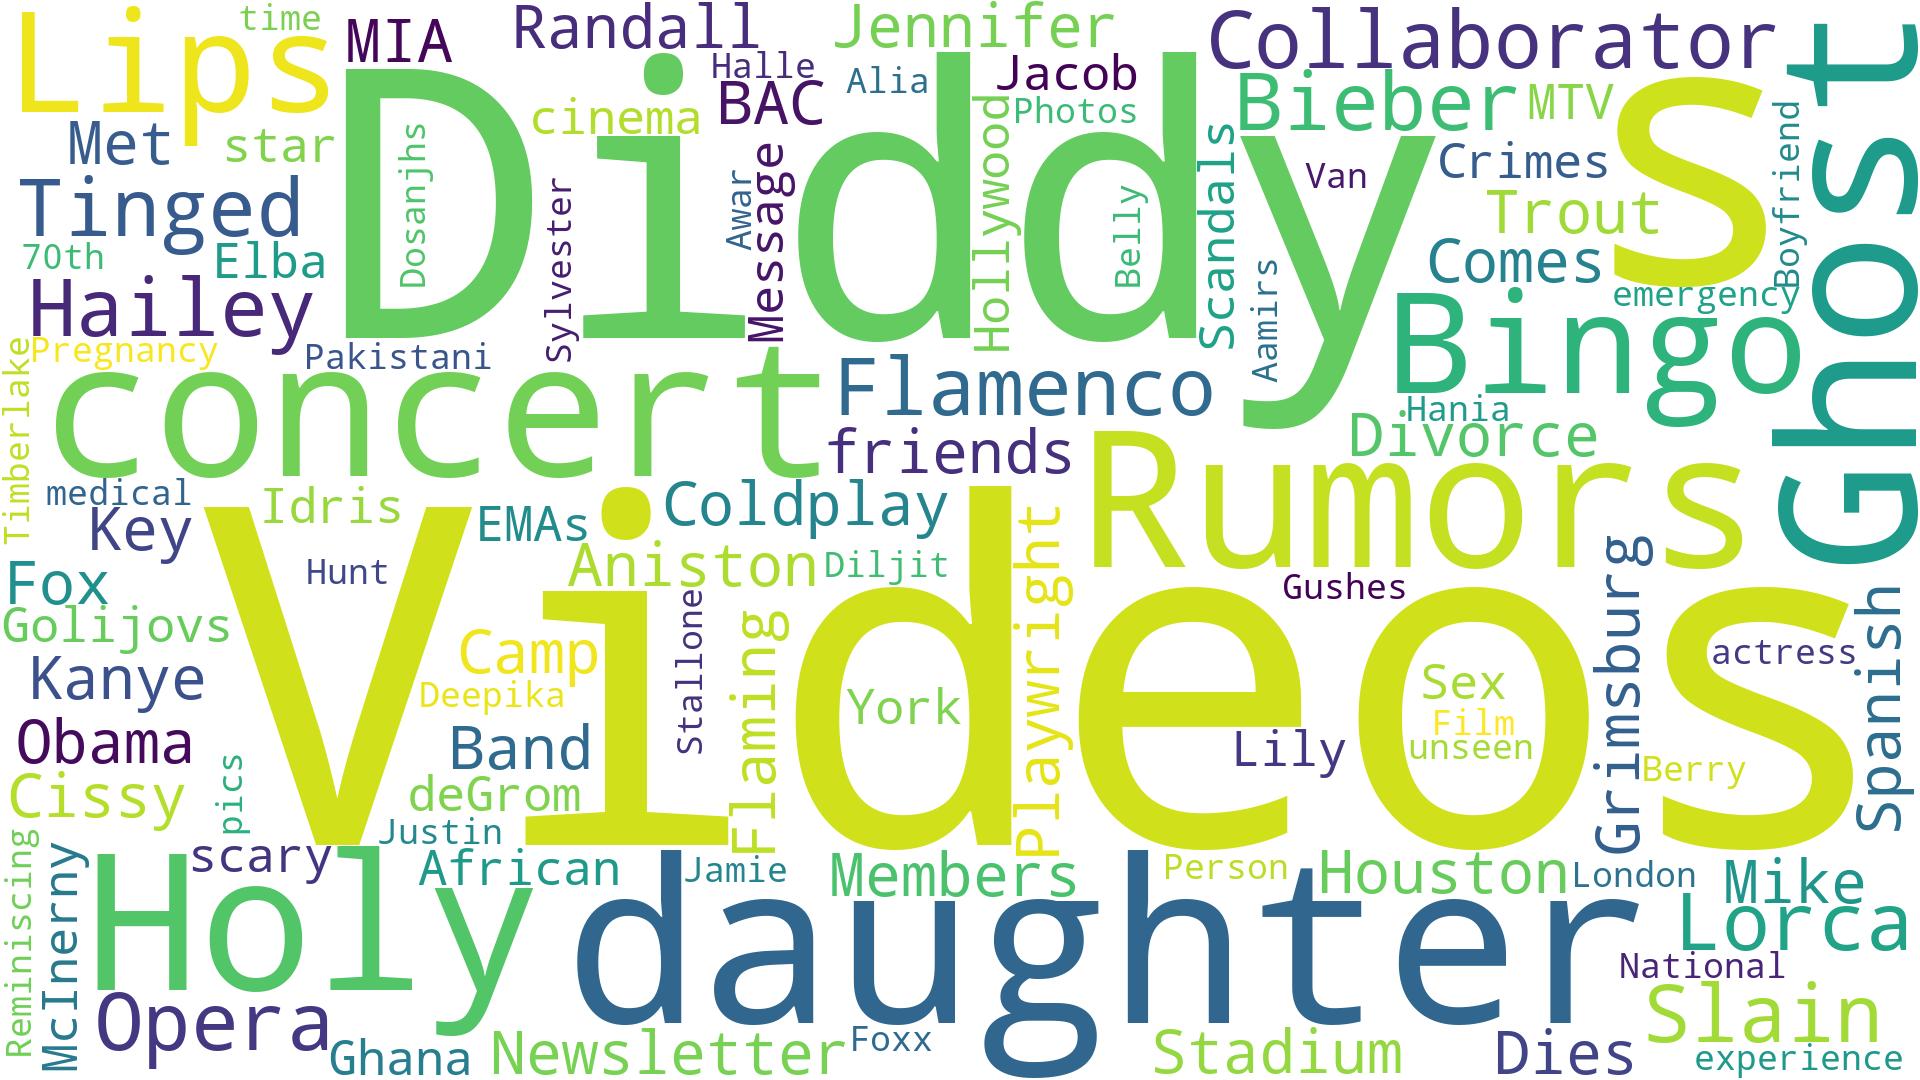 Lips
time
MIA
Randall
Jennifer
Collaborator
Ghost
Halle
Alia
Jacob
Diddy
s
BAC
cinema
Hollywood
Photos
Bieber
MTV
Met
star
Dosanjhs
Message
Scandals
Crimes
Boyfriend
Tinged
Sylvester
Awar
Belly
Van
Trout
70th
Elba
Aamirs
Comes
Hailey
emergency
Bingo
Pregnancy
Pakistani
Timberlake
concert
Flamenco
Hania
Divorce
friends
Rumors
medical
Key
Idris
EMAs
Coldplay
Playwright
Videos
Hunt
Aniston
Diljit
Gushes
Grimsburg
Spanish
Fox
Golijovs
Camp
Stallone
Flaming
actress
Kanye
Deepika
York
Sex
Film
unseen
Obama
Band
Lily
Berry
Cissy
pics
deGrom
Justin
Reminiscing
McInerny
scary
Holy
African
Jamie
Members
daughter
Person
Houston
London
Mike
Lorca
National
Opera
Slain
Ghana
Newsletter
Foxx
Stadium
Dies
experience